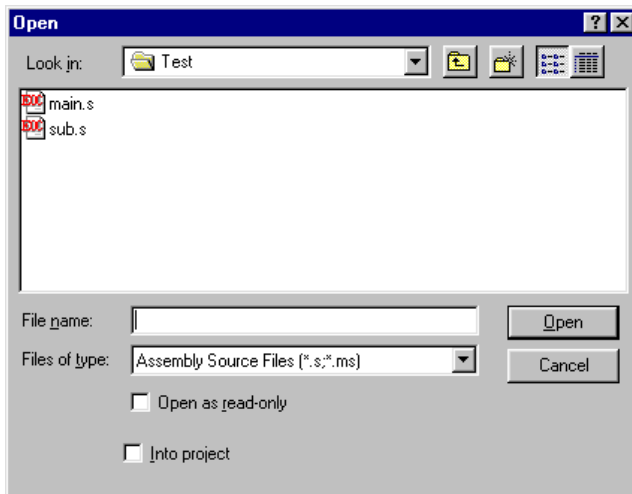 Open
Look in: Test
main.s
sub.s
File name: Open
Files of type: Assembly Source Files (*.s;*.ms) Cancel
Open as read-only
Into project